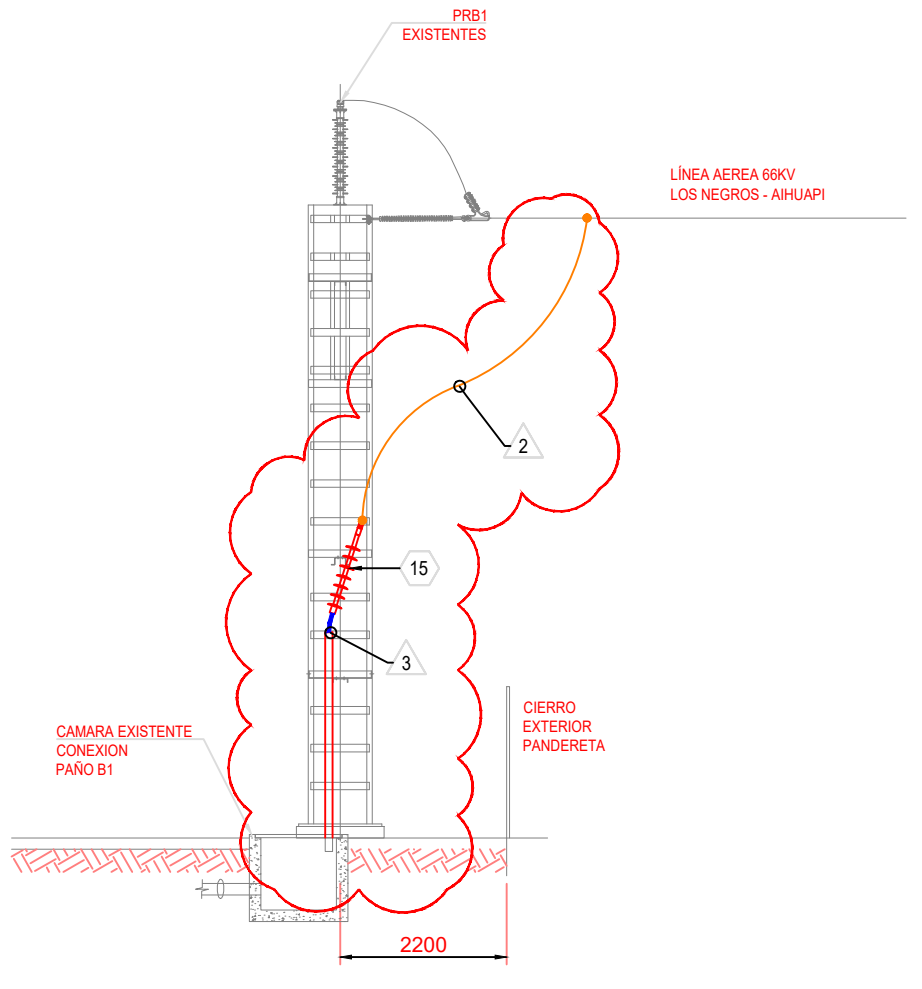 PRB1
EXISTENTES
LÍNEA AEREA 66KV
LOS NEGROS - AIHUAPI
2
15
3
CAMARA EXISTENTE
CONEXION
PAÑO B1
CIERRO
EXTERIOR
PANDERETA
2200